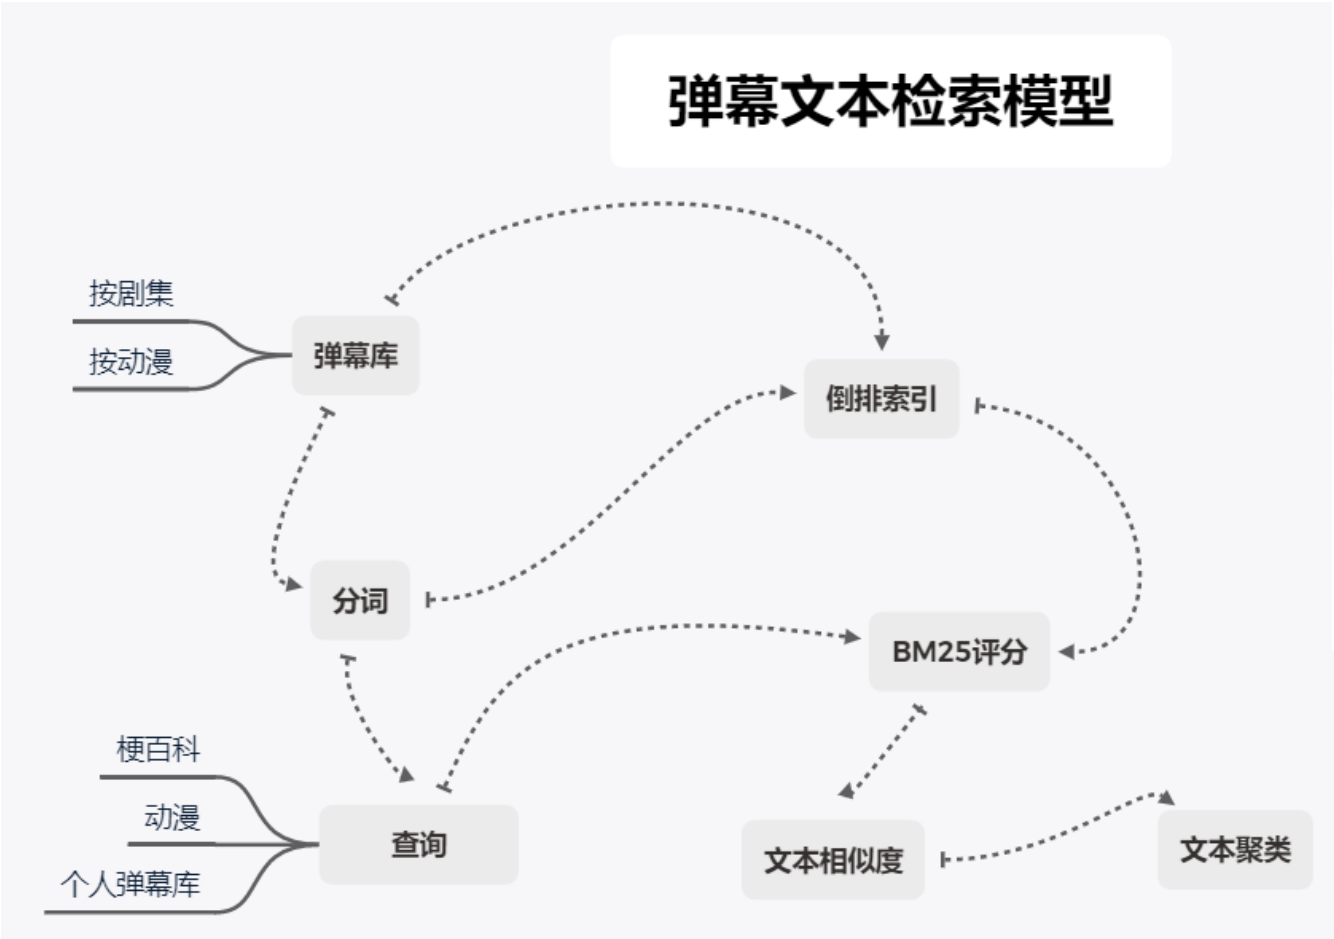 弹幕文本检索模型
按剧集
按动漫
弹幕库
倒排索引
分词
BM25评分
梗百科
动漫
个人弹幕库
查询
文本相似度
文本聚类